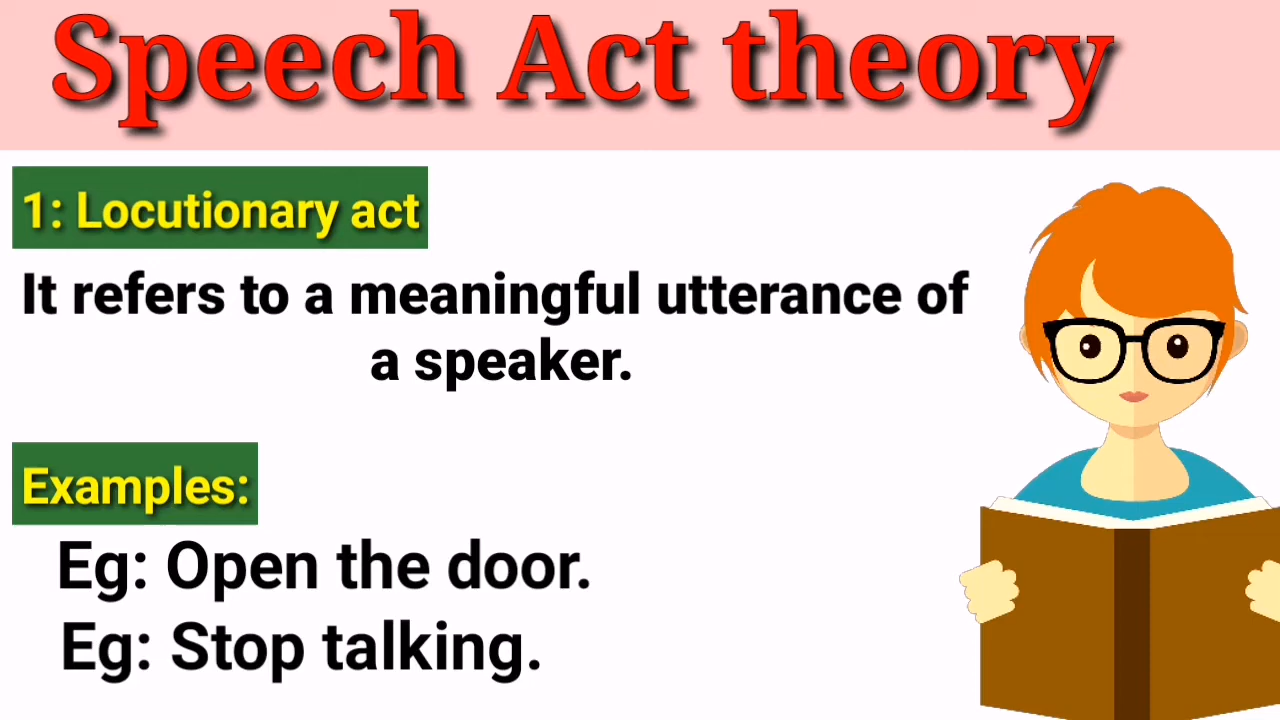 Speech Act theory
1: Locutionary act
It refers to a meaningful utterance of
a speaker.
Examples:
Eg: Open the door.
Eg: Stop talking.